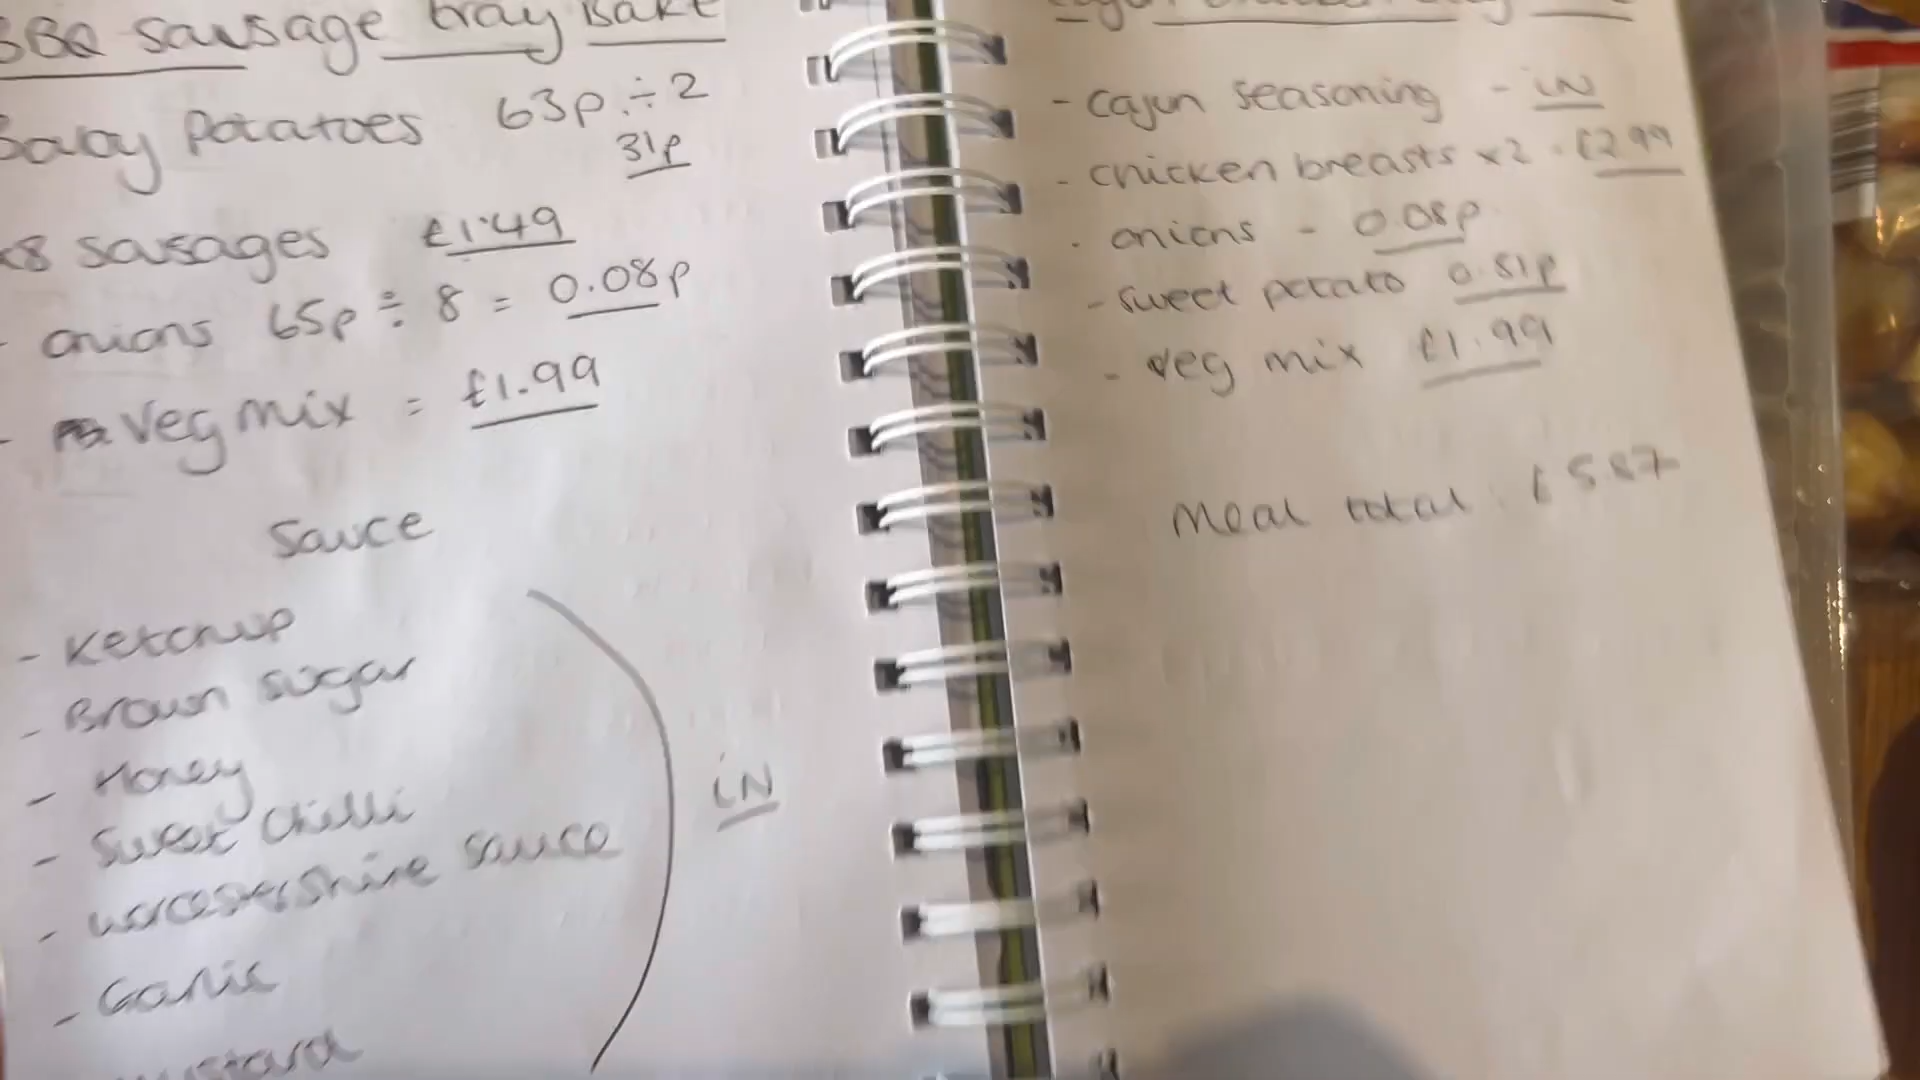 BBQ sausage tray bake
Baby Potatoes 63p ÷ 2
31p
x8 sausages £1.49
- onions 65p ÷ 8 = 0.08p
- Veg mix = £1.99
Sauce
- Ketchup
- Brown sugar
- Honey
- Sweet Chilli
- Worcestershire sauce
- Garlic
mustard
iN
- Cajun seasoning - iN
- chicken breasts x2 - £2.99
- onions - 0.08p
- sweet potato 0.81p
- veg mix £1.99
Meal total £5.87